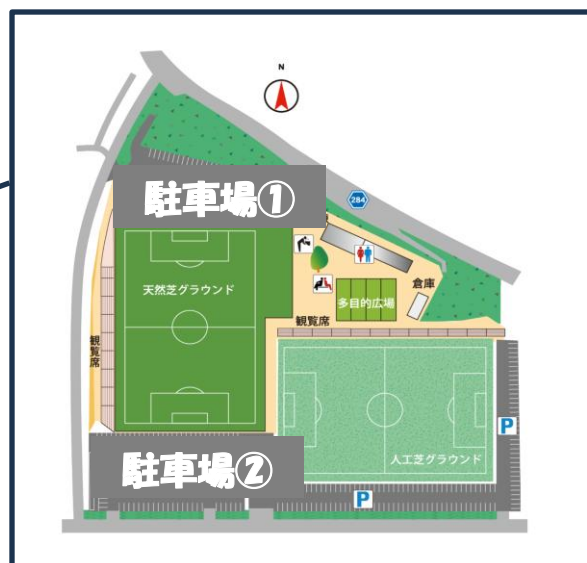 N
駐車場①
284
天然芝グラウンド
倉庫
多目的広場
観覧席
観覧席
P
人工芝グラウンド
駐車場②
P